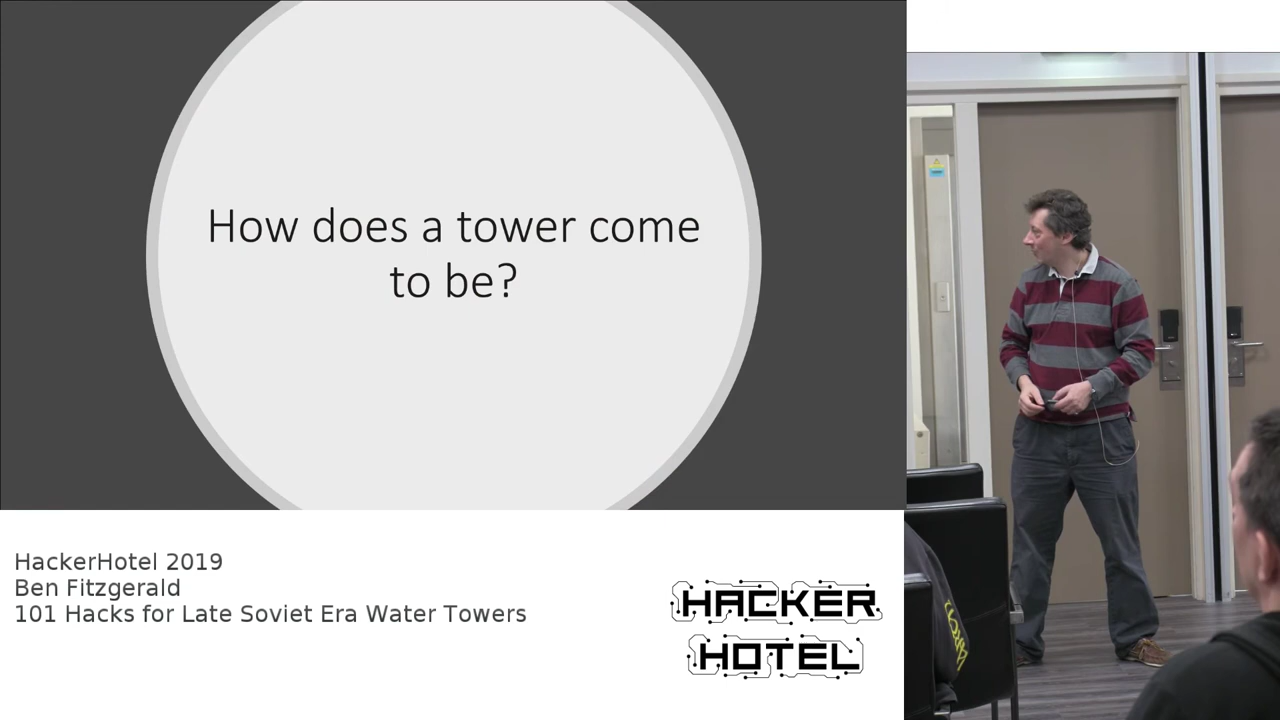 How does a tower come
to be?
HackerHotel 2019
Ben Fitzgerald
101 Hacks for Late Soviet Era Water Towers
HACKER
HOTEL